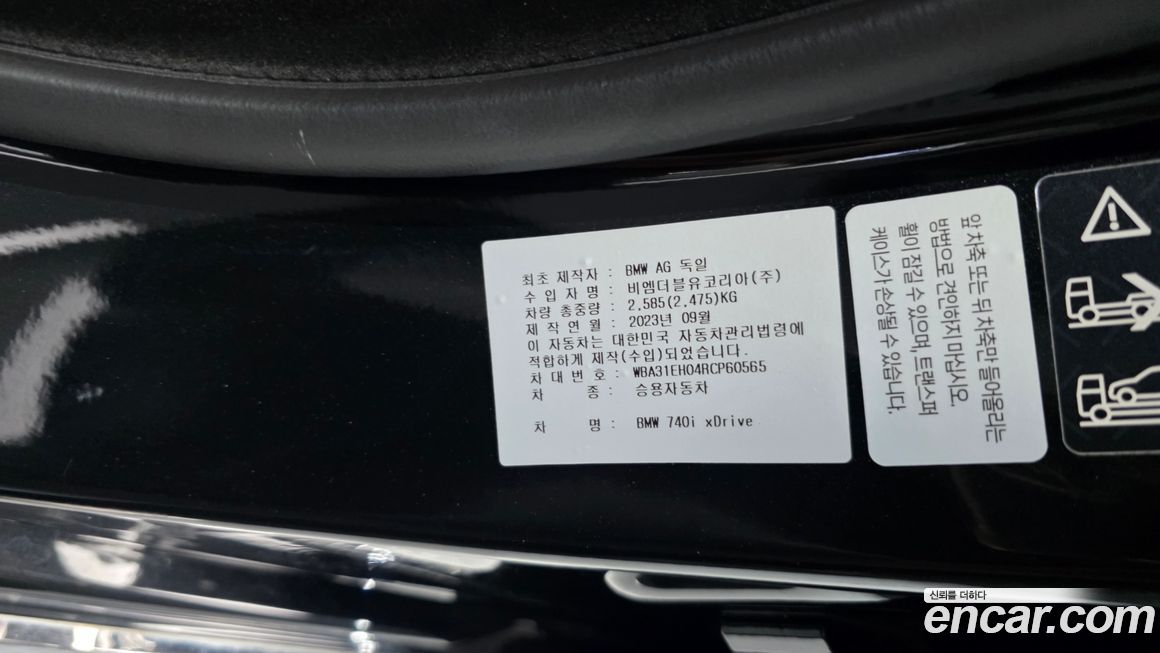 최초 제작자 : BMW AG 독일
수 입 자 명 : 비엠더블유코리아(주)
차량 총중량 : 2,585(2,475)KG
제 작 연 월 : 2023년 09월
이 자동차는 대한민국 자동차관리법령에
적합하게 제작(수입)되었습니다.
차 대 번 호 : WBA31EH04RCP60565
차 종 : 승용자동차
차 명 : BMW 740i xDrive
앞 차축 또는 뒤 차축만 들어올리는
방법으로 견인하지 마십시오.
휠이 잠길 수 있으며, 트랜스퍼
케이스가 손상될 수 있습니다.
신뢰를 더하다
encar.com